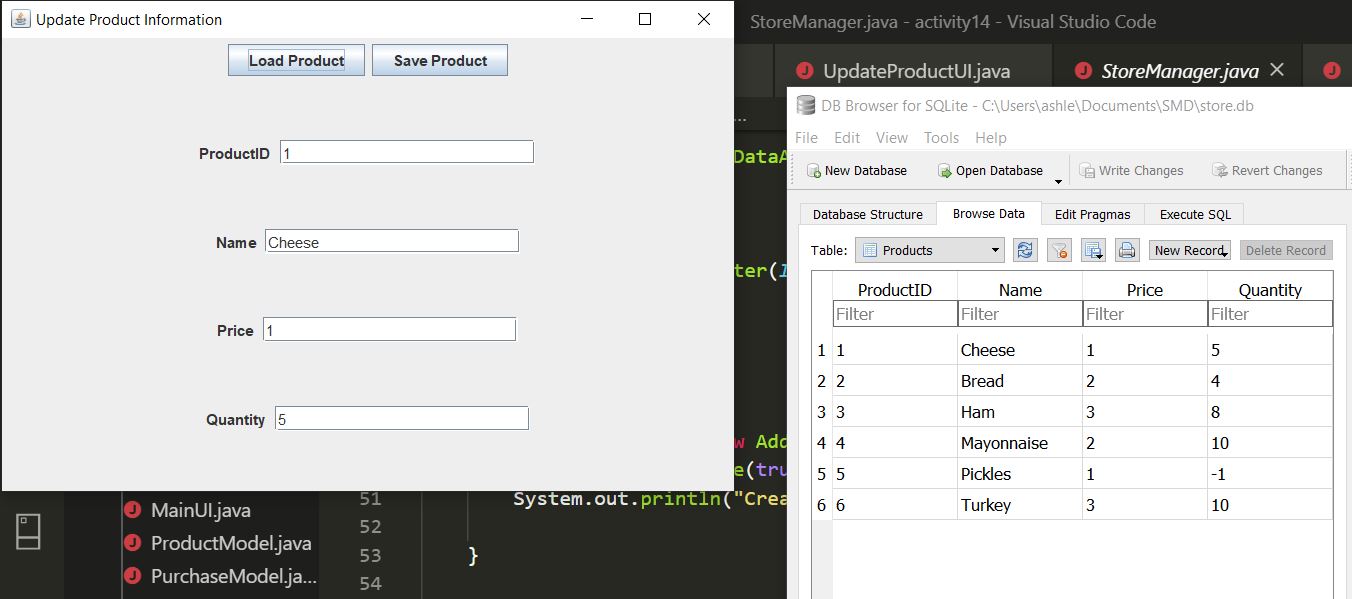 Update Product Information
Load Product Save Product
ProductID 1
Name Cheese
Price 1
Quantity 5
StoreManager.java - activity14 - Visual Studio Code
UpdateProductUI.java StoreManager.java
...
DataA
ter(I
w Add
e(tru
51 System.out.println("Crea
52
53 }
54
MainUI.java
ProductModel.java
PurchaseModel.ja...
DB Browser for SQLite - C:\Users\ashle\Documents\SMD\store.db
File Edit View Tools Help
New Database Open Database Write Changes Revert Changes
Database Structure Browse Data Edit Pragmas Execute SQL
Table: Products New Record Delete Record
ProductID Name Price Quantity
Filter Filter Filter Filter
1 1 Cheese 1 5
2 2 Bread 2 4
3 3 Ham 3 8
4 4 Mayonnaise 2 10
5 5 Pickles 1 -1
6 6 Turkey 3 10